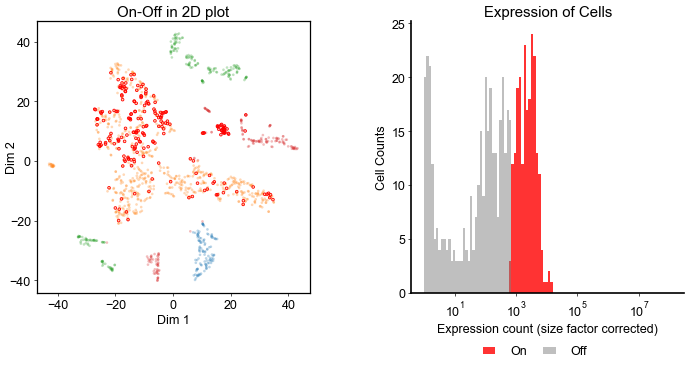 On-Off in 2D plot
40
20
0
−20
−40
−40 −20 0 20 40
Dim 2
Dim 1
Expression of Cells
25
20
15
10
5
0
10^1 10^3 10^5 10^7
Cell Counts
Expression count (size factor corrected)
On Off